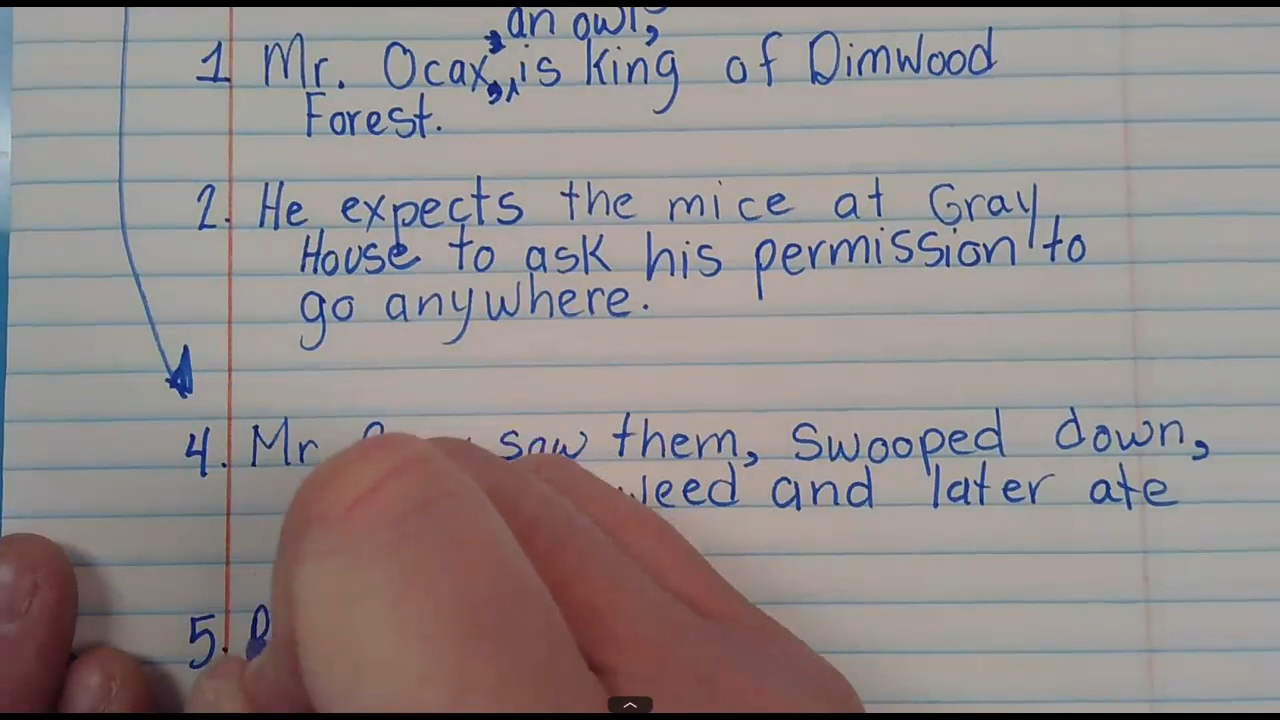 an owl,
1 Mr. Ocax, is king of Dimwood
Forest.
2. He expects the mice at Gray
House to ask his permission to
go anywhere.
4. Mr saw them, swooped down,
and later ate
5.